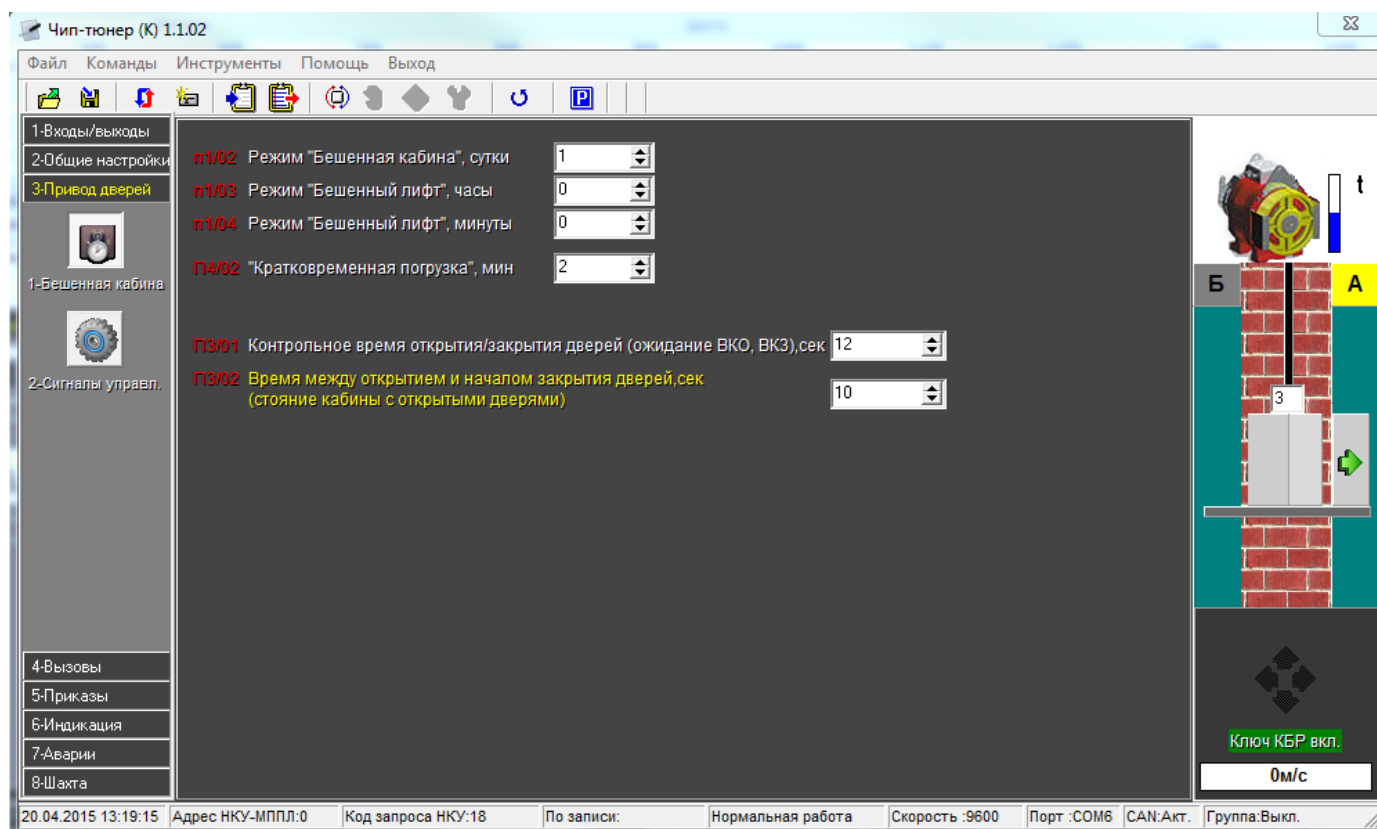 Чип-тюнер (К) 1.1.02
Файл Команды Инструменты Помощь Выход
P
1-Входы/выходы
2-Общие настройки
3-Привод дверей
1-Бешенная кабина
2-Сигналы управл.
4-Вызовы
5-Приказы
6-Индикация
7-Аварии
8-Шахта
п1/02 Режим "Бешенная кабина", сутки 1
п1/03 Режим "Бешенный лифт", часы 0
п1/04 Режим "Бешенный лифт", минуты 0
П4/02 "Кратковременная погрузка", мин 2
П3/01 Контрольное время открытия/закрытия дверей (ожидание ВКО, ВКЗ),сек 12
П3/02 Время между открытием и началом закрытия дверей,сек
(стояние кабины с открытыми дверями) 10
t
Б А
3
Ключ КБР вкл.
0м/с
20.04.2015 13:19:15 Адрес НКУ-МППЛ:0 Код запроса НКУ:18 По записи: Нормальная работа Скорость :9600 Порт :COM6 CAN:Акт. Группа:Выкл.